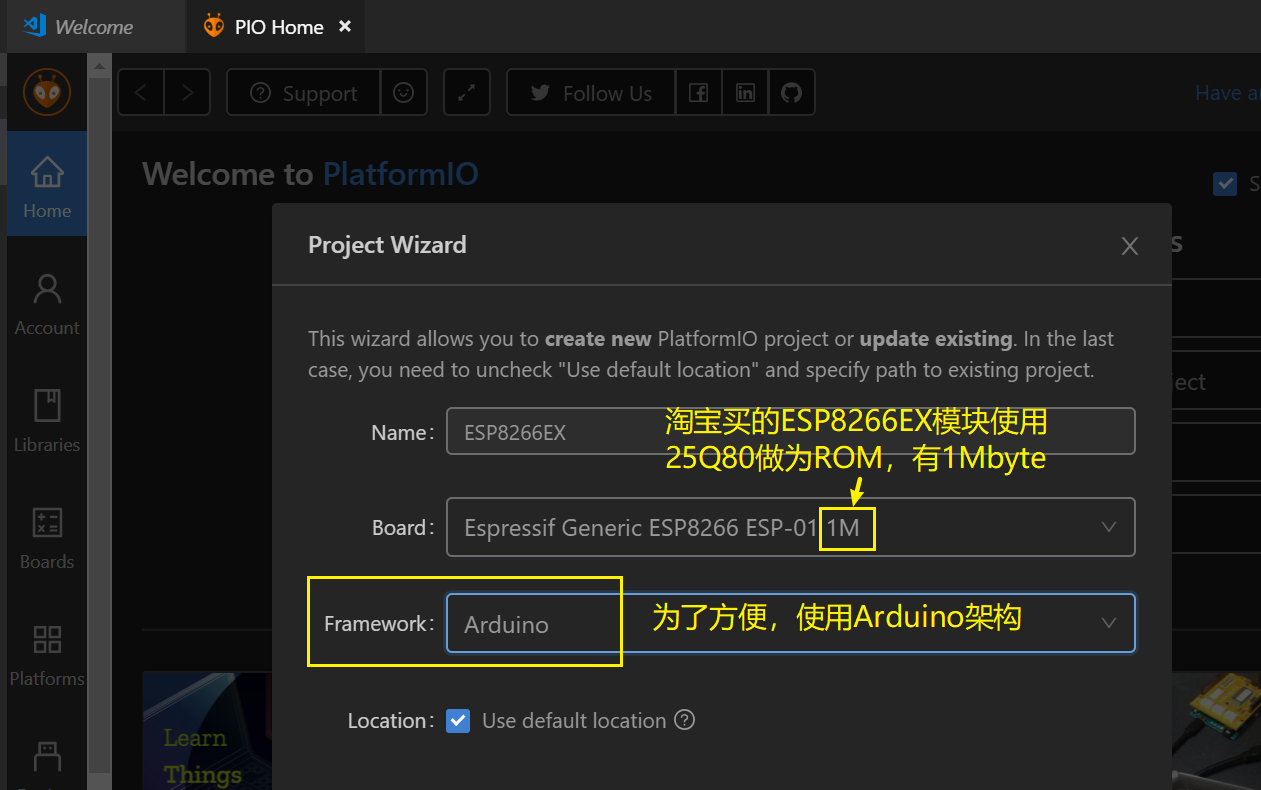 Welcome
PIO Home
Support
Follow Us
Have a
Welcome to PlatformIO
Home
Account
Libraries
Boards
Platforms
Project Wizard
This wizard allows you to create new PlatformIO project or update existing. In the last
case, you need to uncheck "Use default location" and specify path to existing project.
Name:
ESP8266EX
淘宝买的ESP8266EX模块使用
25Q80做为ROM，有1Mbyte
Board:
Espressif Generic ESP8266 ESP-01 1M
Framework:
Arduino
为了方便，使用Arduino架构
Location:
Use default location
Learn
Things